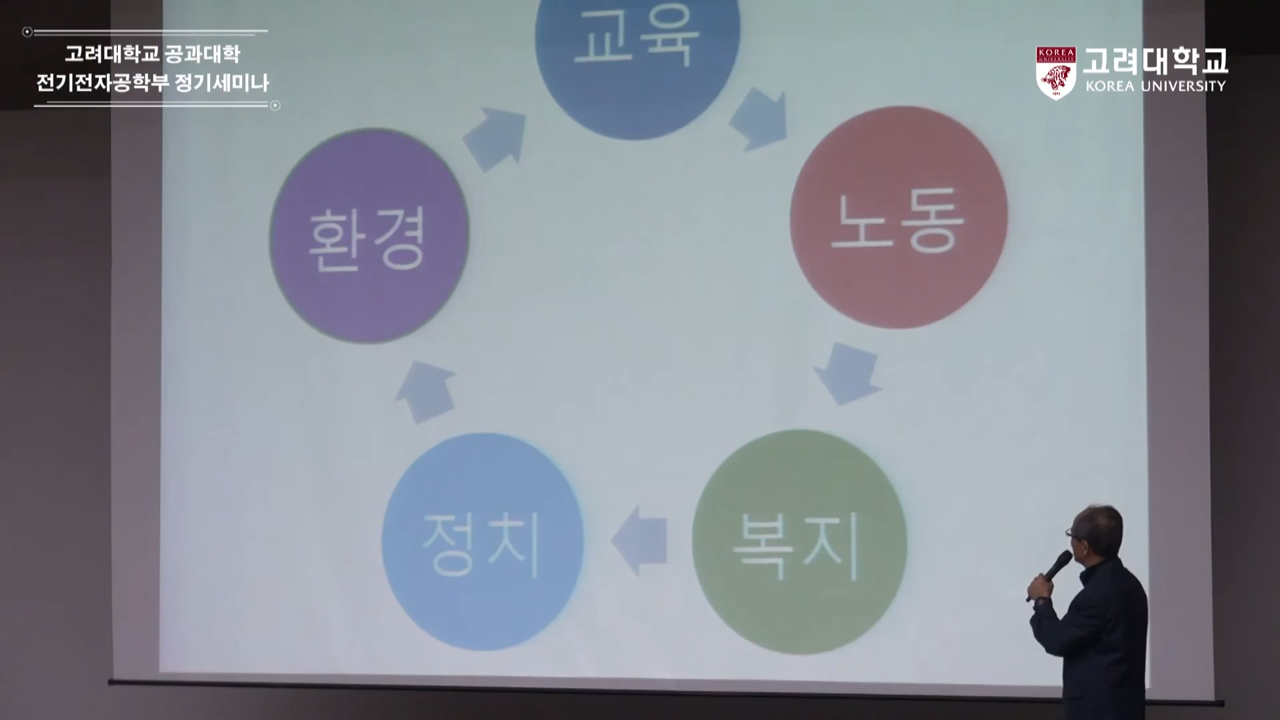 고려대학교 공과대학
전기전자공학부 정기세미나
KOREA
UNIVERSITY
고려대학교
KOREA UNIVERSITY
교육
노동
환경
정치
복지